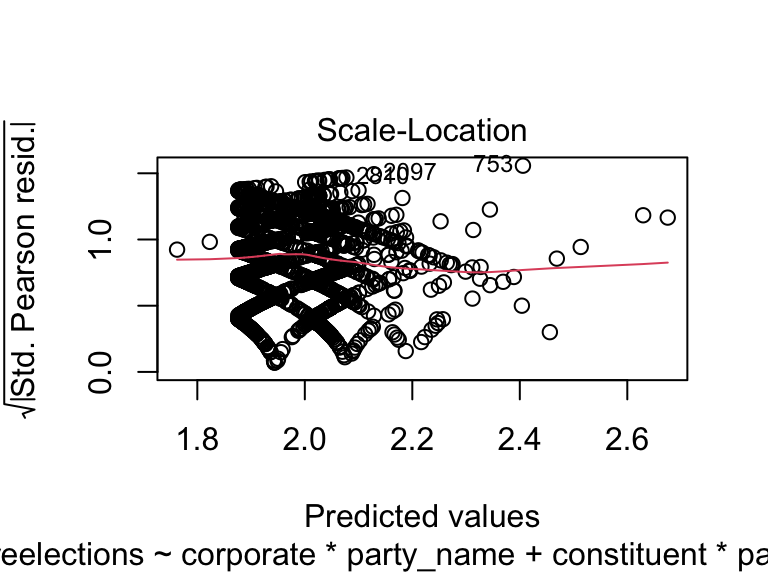 Scale-Location
√|Std. Pearson resid.|
2097
753
1.0
0.0
1.8 2.0 2.2 2.4 2.6
Predicted values
reelections ~ corporate * party_name + constituent * pa